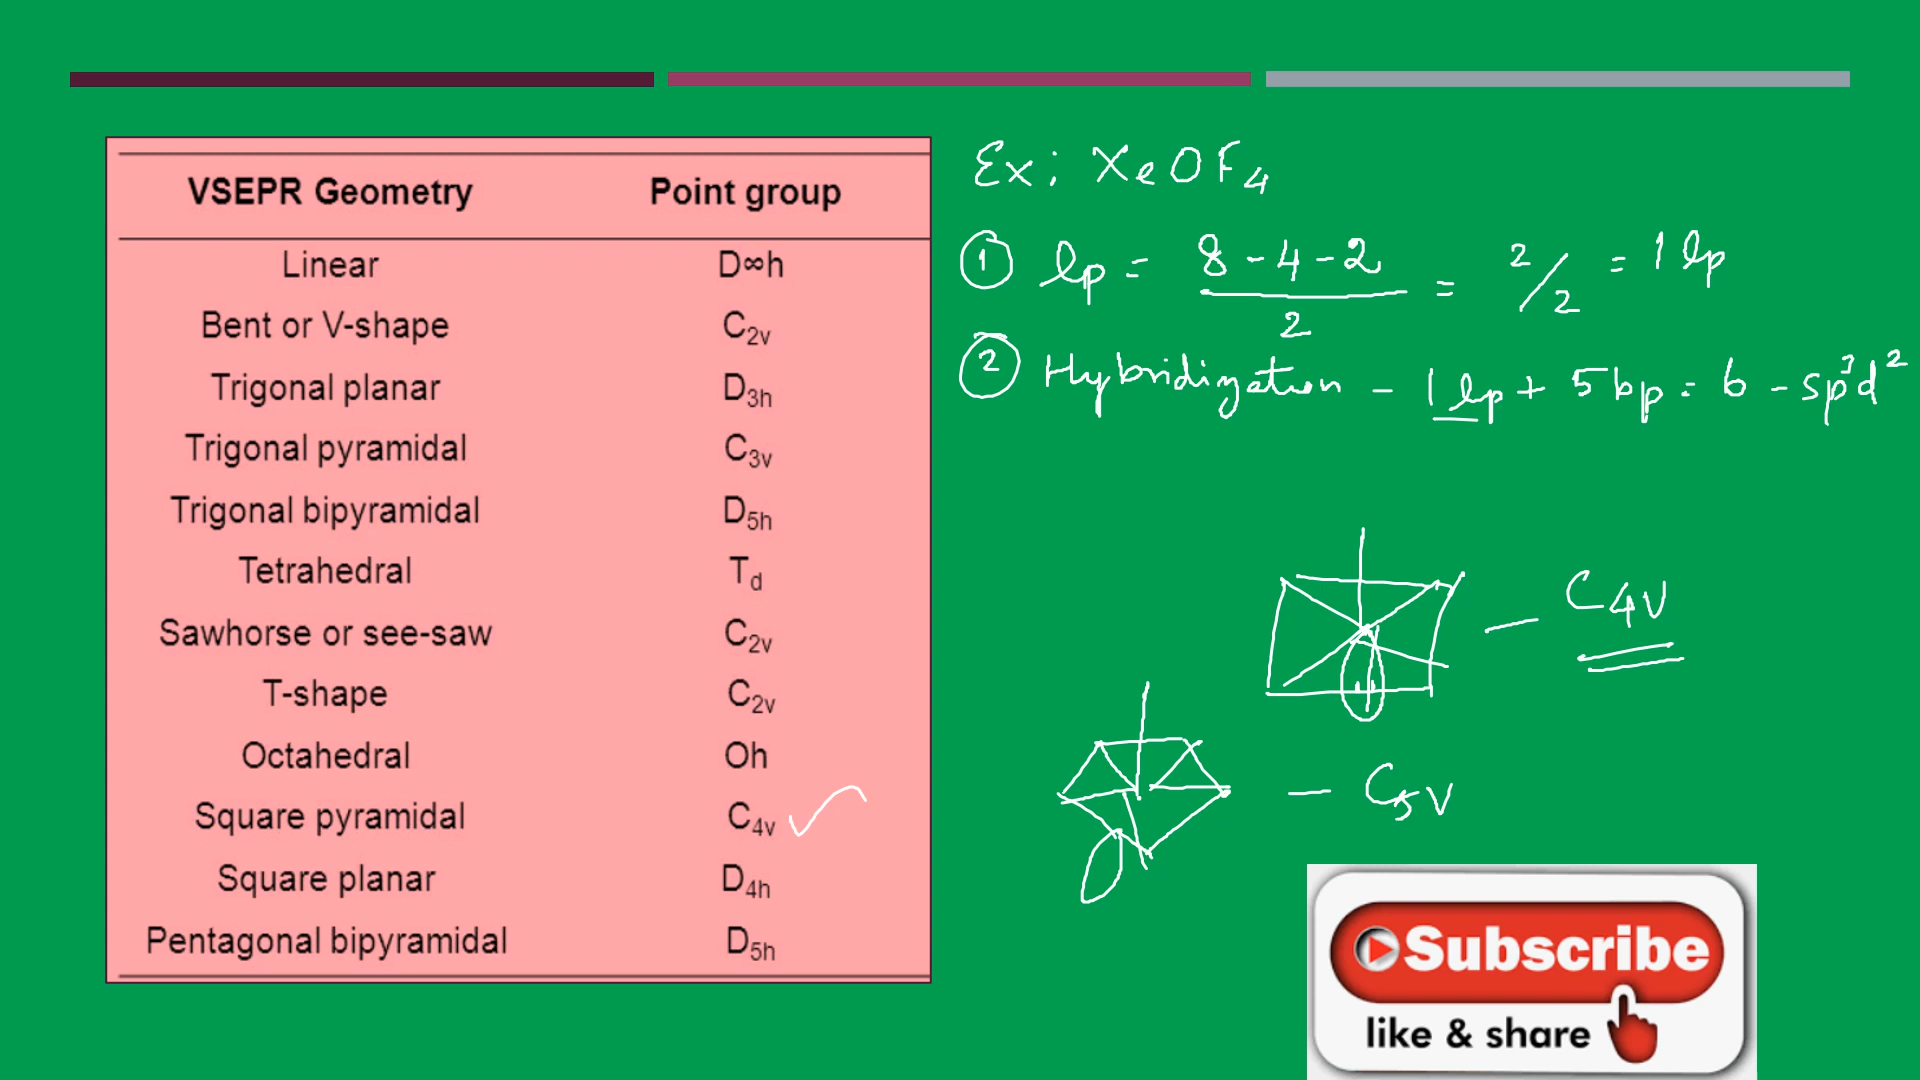 VSEPR Geometry Point group
Linear D∞h
Bent or V-shape C2v
Trigonal planar D3h
Trigonal pyramidal C3v
Trigonal bipyramidal D5h
Tetrahedral Td
Sawhorse or see-saw C2v
T-shape C2v
Octahedral Oh
Square pyramidal C4v ✓
Square planar D4h
Pentagonal bipyramidal D5h
Ex: XeOF4
① lp = (8-4-2)/2 = 2/2 = 1 lp
② Hybridization - 1 lp + 5 bp = 6 - sp³d²
- C4v
- C5v
Subscribe
like & share